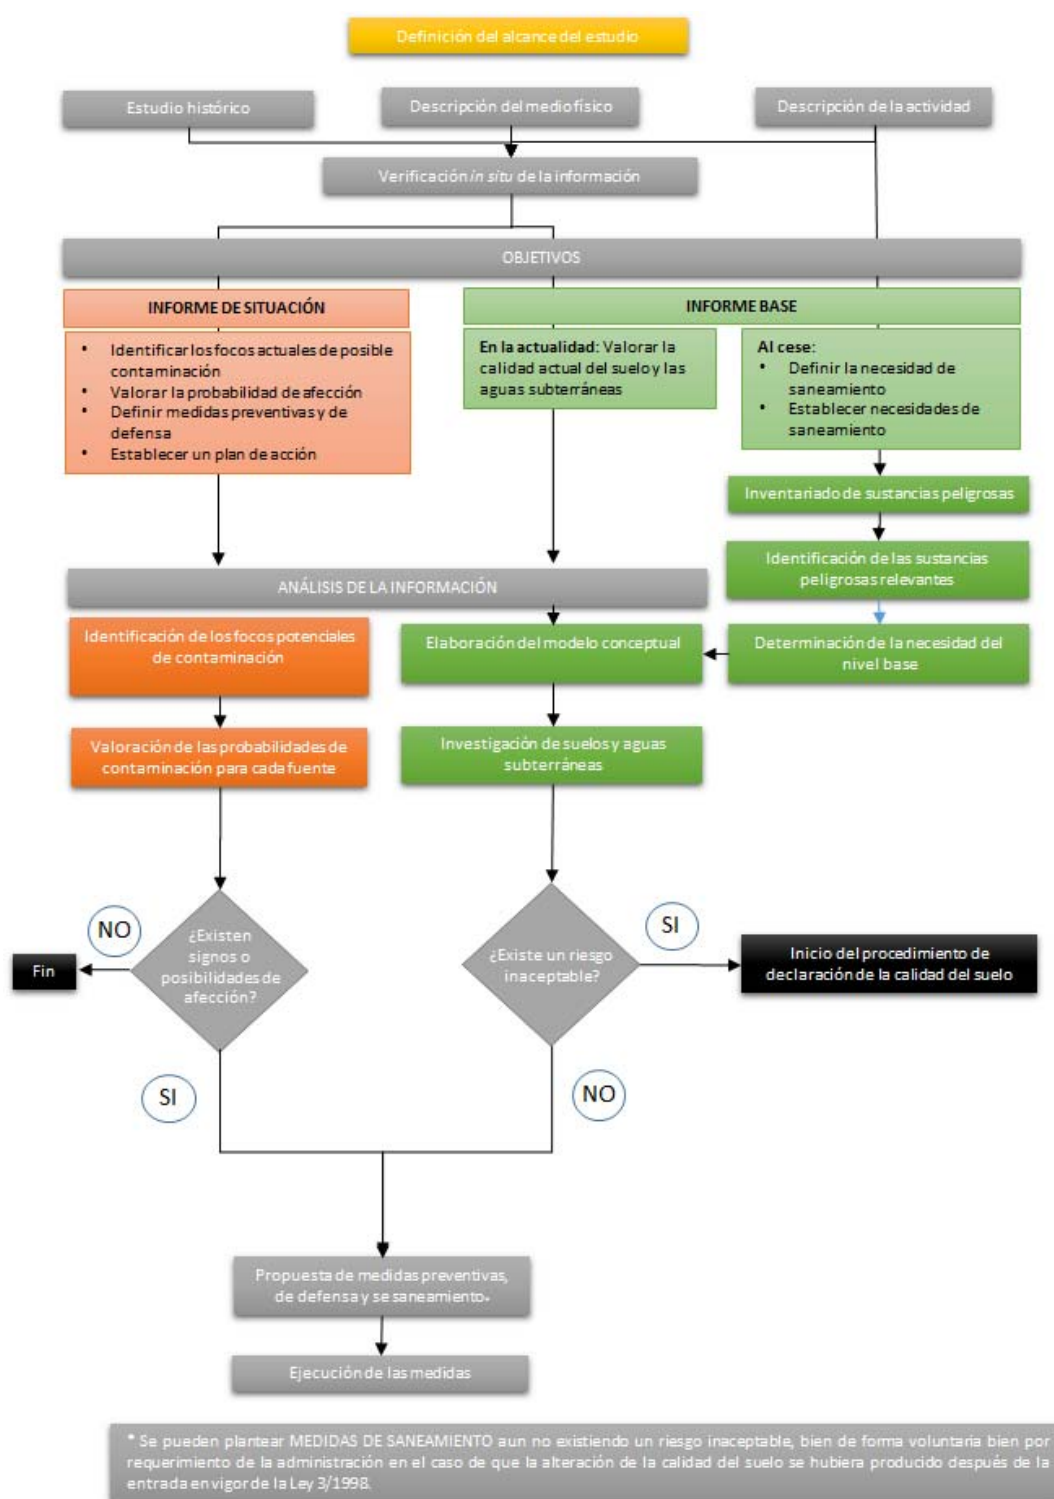 Definición del alcance del estudio
Estudio histórico
Descripción del medio físico
Descripción de la actividad
Verificación in situ de la información
OBJETIVOS
INFORME DE SITUACIÓN
• Identificar los focos actuales de posible
contaminación
• Valorar la probabilidad de afección
• Definir medidas preventivas y de
defensa
• Establecer un plan de acción
INFORME BASE
En la actualidad: Valorar la
calidad actual del suelo y las
aguas subterráneas
Al cese:
• Definir la necesidad de
saneamiento
• Establecer necesidades de
saneamiento
Inventariado de sustancias peligrosas
Identificación de las sustancias
peligrosas relevantes
ANÁLISIS DE LA INFORMACIÓN
Identificación de los focos potenciales
de contaminación
Elaboración del modelo conceptual
Determinación de la necesidad del
nivel base
Valoración de las probabilidades de
contaminación para cada fuente
Investigación de suelos y aguas
subterráneas
NO
¿Existen
signos o
posibilidades de
afección?
Fin
¿Existe un riesgo
inaceptable?
SI
Inicio del procedimiento de
declaración de la calidad del suelo
SI
NO
Propuesta de medidas preventivas,
de defensa y se saneamiento*
Ejecución de las medidas
* Se pueden plantear MEDIDAS DE SANEAMIENTO aun no existiendo un riesgo inaceptable, bien de forma voluntaria bien por
requerimiento de la administración en el caso de que la alteración de la calidad del suelo se hubiera producido después de la
entrada en vigor de la Ley 3/1998.